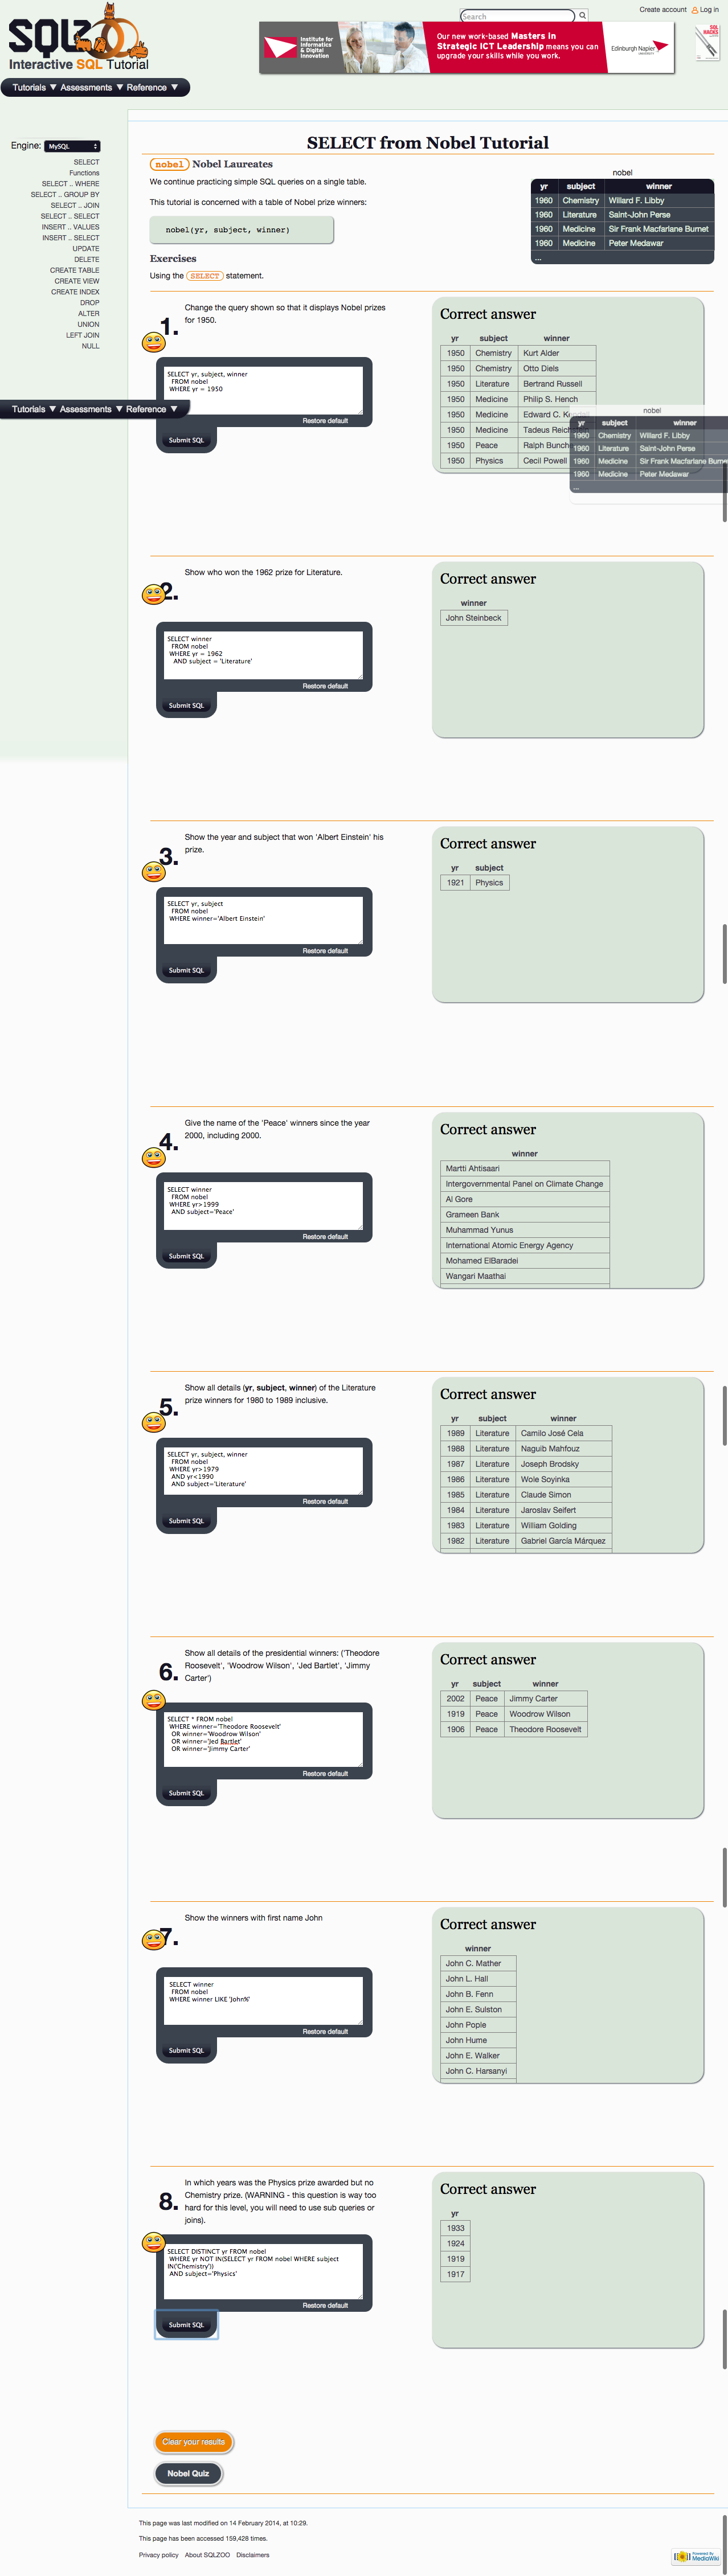 Create account Log in
Search
SQLZOO
Interactive SQL Tutorial
Institute for
Informatics &
Digital
Innovation
Our new work-based Masters in
Strategic ICT Leadership means you can
upgrade your skills while you work.
Edinburgh Napier
UNIVERSITY
SQL
HACKS
Tutorials ▼ Assessments ▼ Reference ▼
Engine: MySQL
SELECT
Functions
SELECT .. WHERE
SELECT .. GROUP BY
SELECT .. JOIN
SELECT .. SELECT
INSERT .. VALUES
INSERT .. SELECT
UPDATE
DELETE
CREATE TABLE
CREATE VIEW
CREATE INDEX
DROP
ALTER
UNION
LEFT JOIN
NULL
SELECT from Nobel Tutorial
nobel Nobel Laureates
We continue practicing simple SQL queries on a single table.
This tutorial is concerned with a table of Nobel prize winners:
nobel(yr, subject, winner)
nobel
yr subject winner
1960 Chemistry Willard F. Libby
1960 Literature Saint-John Perse
1960 Medicine Sir Frank Macfarlane Burnet
1960 Medicine Peter Medawar
...
Exercises
Using the SELECT statement.
1.
Change the query shown so that it displays Nobel prizes
for 1950.
SELECT yr, subject, winner
FROM nobel
WHERE yr = 1950
Restore default
Submit SQL
Correct answer
yr subject winner
1950 Chemistry Kurt Alder
1950 Chemistry Otto Diels
1950 Literature Bertrand Russell
1950 Medicine Philip S. Hench
1950 Medicine Edward C.
1950 Medicine Tadeus
1950 Peace Ralph Bunche
1950 Physics Cecil Powell
Tutorials ▼ Assessments ▼ Reference ▼
nobel
yr subject winner
1960 Chemistry Willard F. Libby
1960 Literature Saint-John Perse
1960 Medicine Sir Frank Macfarlane Burne
1960 Medicine Peter Medawar
...
2.
Show who won the 1962 prize for Literature.
SELECT winner
FROM nobel
WHERE yr = 1962
AND subject = 'Literature'
Restore default
Submit SQL
Correct answer
winner
John Steinbeck
3.
Show the year and subject that won 'Albert Einstein' his
prize.
SELECT yr, subject
FROM nobel
WHERE winner='Albert Einstein'
Restore default
Submit SQL
Correct answer
yr subject
1921 Physics
4.
Give the name of the 'Peace' winners since the year
2000, including 2000.
SELECT winner
FROM nobel
WHERE yr>1999
AND subject='Peace'
Restore default
Submit SQL
Correct answer
winner
Martti Ahtisaari
Intergovernmental Panel on Climate Change
Al Gore
Grameen Bank
Muhammad Yunus
International Atomic Energy Agency
Mohamed ElBaradei
Wangari Maathai
5.
Show all details (yr, subject, winner) of the Literature
prize winners for 1980 to 1989 inclusive.
SELECT yr, subject, winner
FROM nobel
WHERE yr>1979
AND yr<1990
AND subject='Literature'
Restore default
Submit SQL
Correct answer
yr subject winner
1989 Literature Camilo José Cela
1988 Literature Naguib Mahfouz
1987 Literature Joseph Brodsky
1986 Literature Wole Soyinka
1985 Literature Claude Simon
1984 Literature Jaroslav Seifert
1983 Literature William Golding
1982 Literature Gabriel García Márquez
6.
Show all details of the presidential winners: ('Theodore
Roosevelt', 'Woodrow Wilson', 'Jed Bartlet', 'Jimmy
Carter')
SELECT * FROM nobel
WHERE winner='Theodore Roosevelt'
OR winner='Woodrow Wilson'
OR winner='Jed Bartlet'
OR winner='Jimmy Carter'
Restore default
Submit SQL
Correct answer
yr subject winner
2002 Peace Jimmy Carter
1919 Peace Woodrow Wilson
1906 Peace Theodore Roosevelt
7.
Show the winners with first name John
SELECT winner
FROM nobel
WHERE winner LIKE 'John%'
Restore default
Submit SQL
Correct answer
winner
John C. Mather
John L. Hall
John B. Fenn
John E. Sulston
John Pople
John Hume
John E. Walker
John C. Harsanyi
8.
In which years was the Physics prize awarded but no
Chemistry prize. (WARNING - this question is way too
hard for this level, you will need to use sub queries or
joins).
SELECT DISTINCT yr FROM nobel
WHERE yr NOT IN(SELECT yr FROM nobel WHERE subject
IN('Chemistry'))
AND subject='Physics'
Restore default
Submit SQL
Correct answer
yr
1933
1924
1919
1917
Clear your results
Nobel Quiz
This page was last modified on 14 February 2014, at 10:29.
This page has been accessed 159,428 times.
Privacy policy About SQLZOO Disclaimers
Powered By
MediaWiki